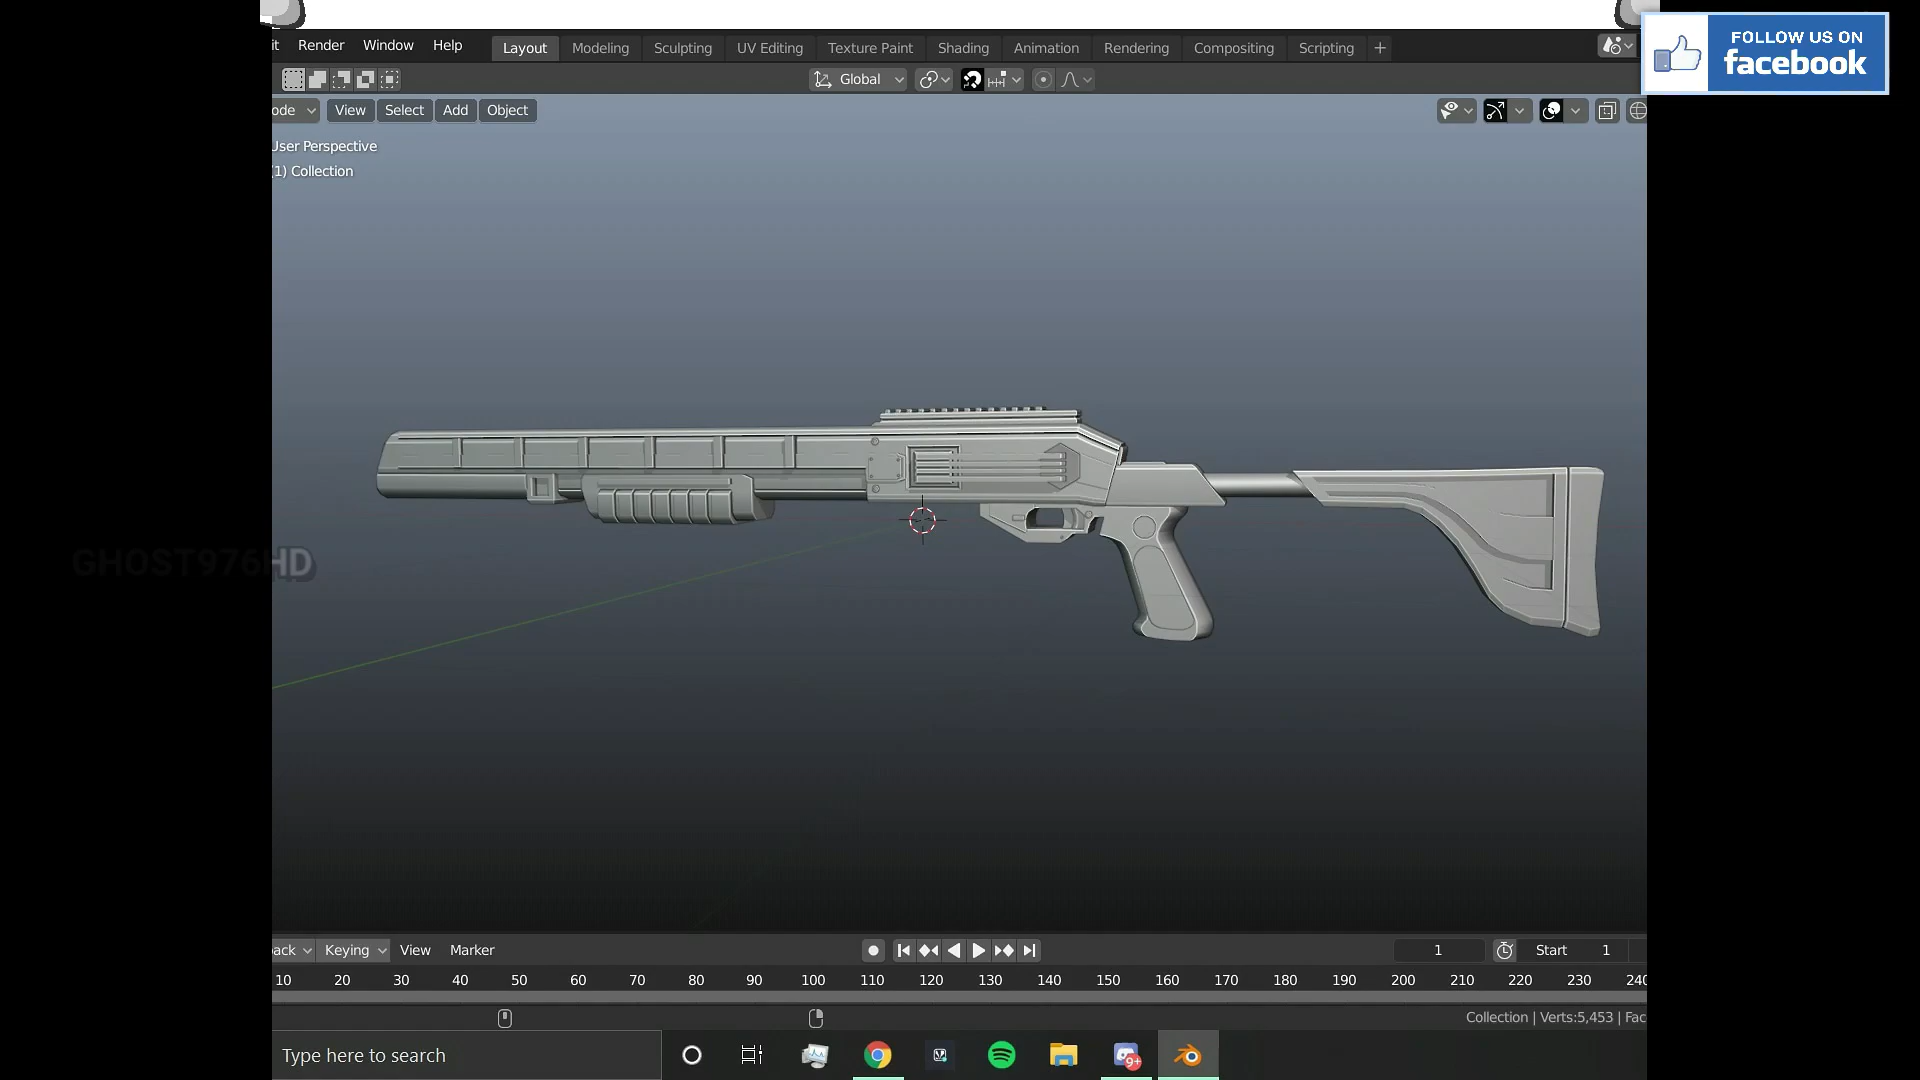 FOLLOW US ON
facebook
it Render Window Help Layout Modeling Sculpting UV Editing Texture Paint Shading Animation Rendering Compositing Scripting +
Global
ode View Select Add Object
User Perspective
(1) Collection
GHOST976HD
back Keying View Marker 1 Start 1
10 20 30 40 50 60 70 80 90 100 110 120 130 140 150 160 170 180 190 200 210 220 230 240
Collection | Verts:5,453 | Fac
Type here to search 9+